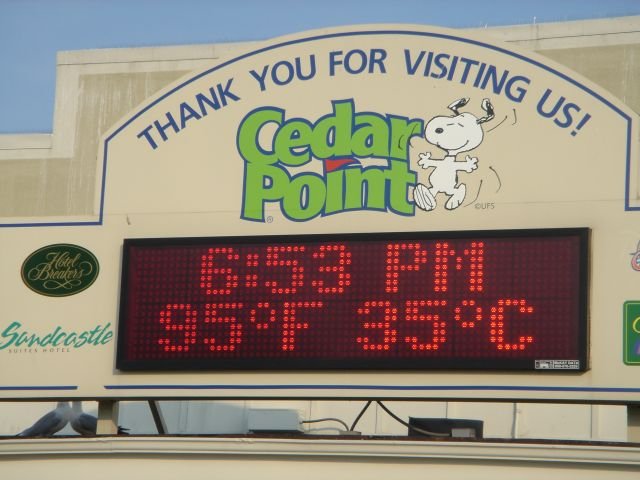 THANK YOU FOR VISITING US!
Cedar
Point
®
©UFS
Hotel
Breakers
Sandcastle
SUITES HOTEL
6:53 PM
95°F 35°C